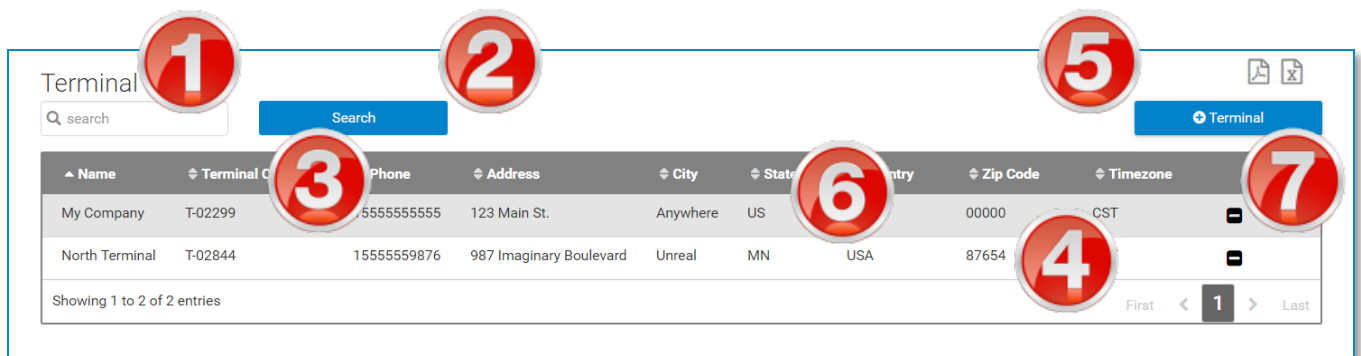 1 2 5
Terminal
search Search Terminal
3 6 7
Name Terminal Phone Address City State Zip Code Timezone
My Company T-02299 15555555555 123 Main St. Anywhere US 00000 CST
North Terminal T-02844 15555559876 987 Imaginary Boulevard Unreal MN USA 87654
4
Showing 1 to 2 of 2 entries First < 1 > Last